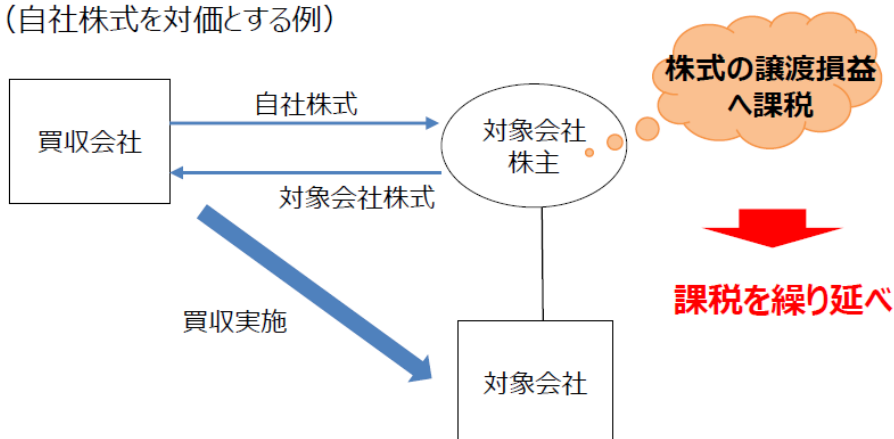 (自社株式を対価とする例)
株式の譲渡損益
へ課税
自社株式
買収会社
対象会社
株主
対象会社株式
課税を繰り延べ
買収実施
対象会社